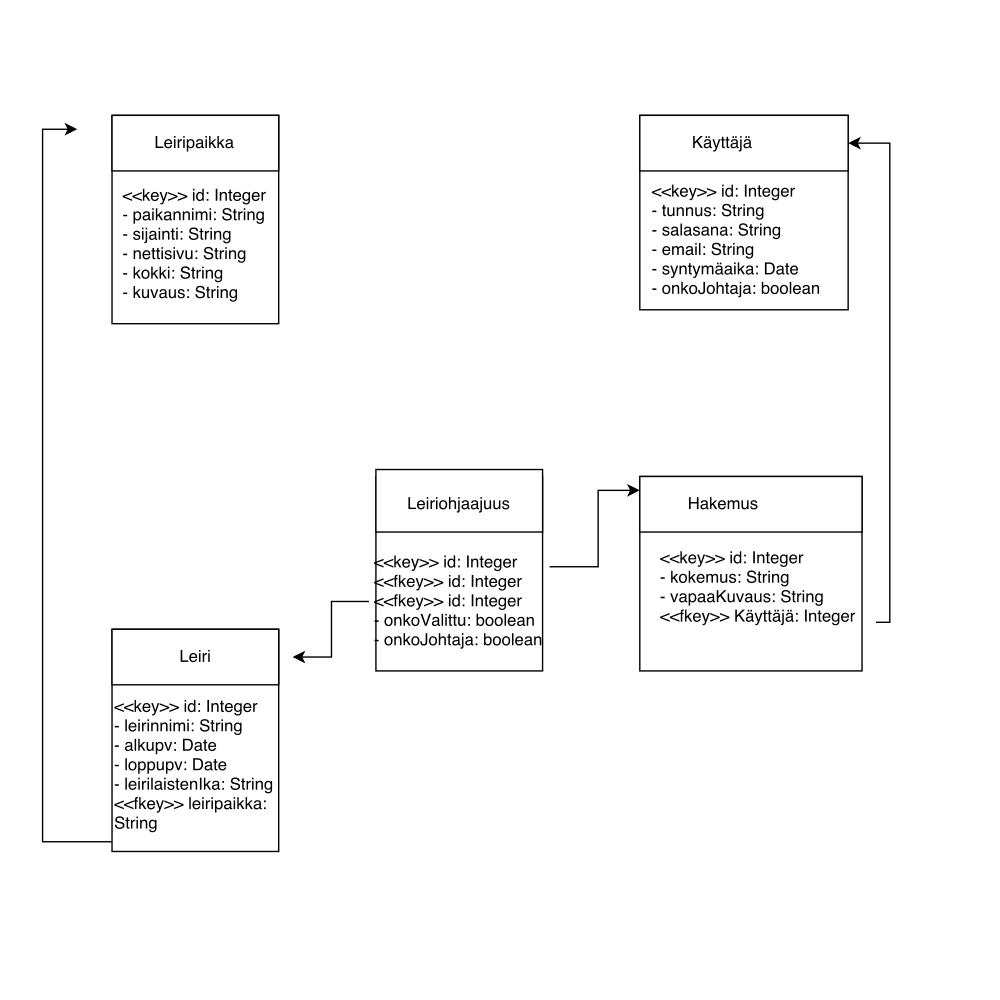 Leiripaikka
<<key>> id: Integer
- paikannimi: String
- sijainti: String
- nettisivu: String
- kokki: String
- kuvaus: String
Käyttäjä
<<key>> id: Integer
- tunnus: String
- salasana: String
- email: String
- syntymäaika: Date
- onkoJohtaja: boolean
Leiriohjaajuus
<<key>> id: Integer
<<fkey>> id: Integer
<<fkey>> id: Integer
- onkoValittu: boolean
- onkoJohtaja: boolean
Hakemus
<<key>> id: Integer
- kokemus: String
- vapaaKuvaus: String
<<fkey>> Käyttäjä: Integer
Leiri
<<key>> id: Integer
- leirinnimi: String
- alkupv: Date
- loppupv: Date
- leirilaistenIka: String
<<fkey>> leiripaikka:
String